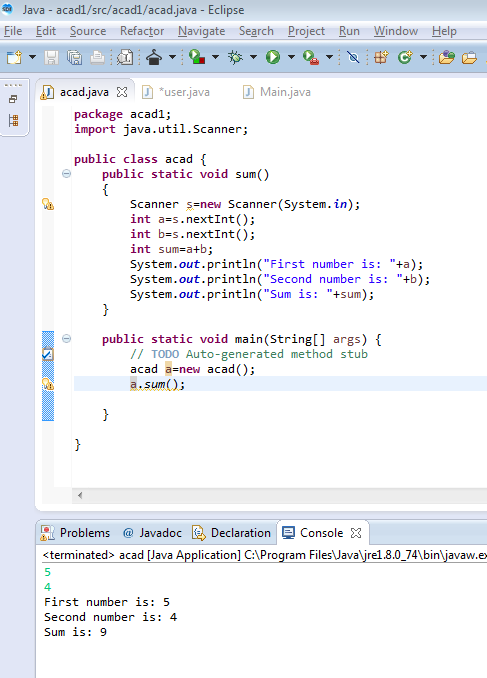 Java - acad1/src/acad1/acad.java - Eclipse
File Edit Source Refactor Navigate Search Project Run Window Help
acad.java *user.java Main.java
package acad1;
import java.util.Scanner;
public class acad {
public static void sum()
{
Scanner s=new Scanner(System.in);
int a=s.nextInt();
int b=s.nextInt();
int sum=a+b;
System.out.println("First number is: "+a);
System.out.println("Second number is: "+b);
System.out.println("Sum is: "+sum);
}
public static void main(String[] args) {
// TODO Auto-generated method stub
acad a=new acad();
a.sum();
}
}
Problems @ Javadoc Declaration Console
<terminated> acad [Java Application] C:\Program Files\Java\jre1.8.0_74\bin\javaw.ex
5
4
First number is: 5
Second number is: 4
Sum is: 9